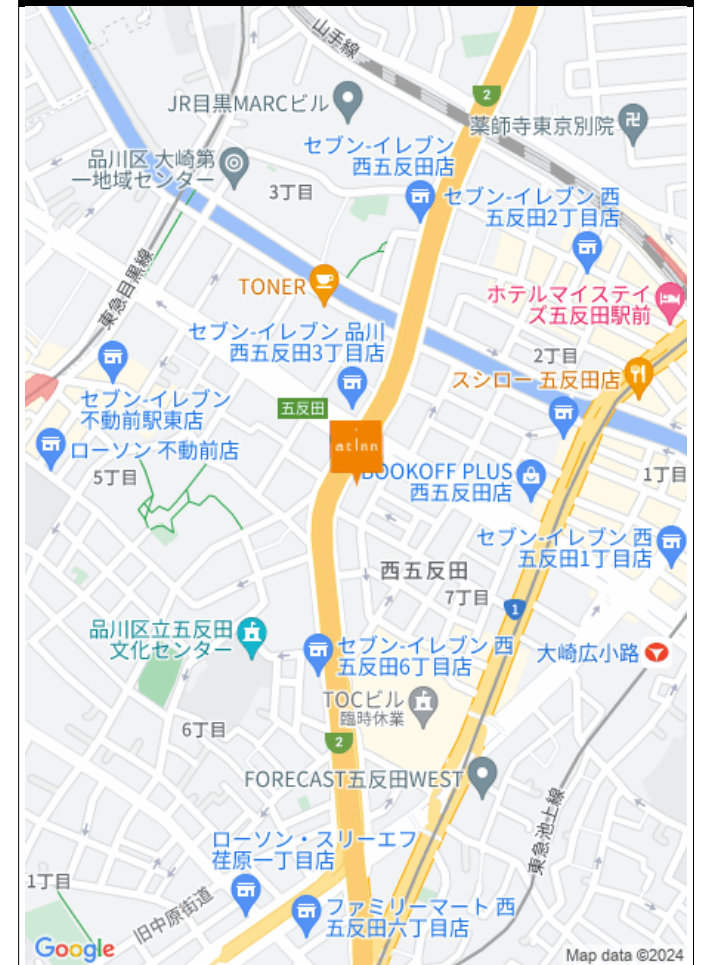 山手線
2
JR目黒MARCビル
薬師寺東京別院
セブン-イレブン
西五反田店
品川区 大崎第
一地域センター
3丁目
セブン-イレブン 西
五反田2丁目店
東急目黒線
TONER
ホテルマイステイ
ズ五反田駅前
セブン-イレブン 品川
西五反田3丁目店
2丁目
スシロー 五反田店
セブン-イレブン
不動前駅東店
五反田
at inn
ローソン 不動前店
5丁目
BOOKOFF PLUS
西五反田店
1丁目
セブン-イレブン 西
五反田1丁目店
西五反田
7丁目
1
品川区立五反田
文化センター
セブン-イレブン 西
五反田6丁目店
大崎広小路
TOCビル
臨時休業
6丁目
2
FORECAST五反田WEST
東急池上線
ローソン・スリーエフ
荏原一丁目店
1丁目
旧中原街道
ファミリーマート 西
五反田六丁目店
Google
Map data ©2024